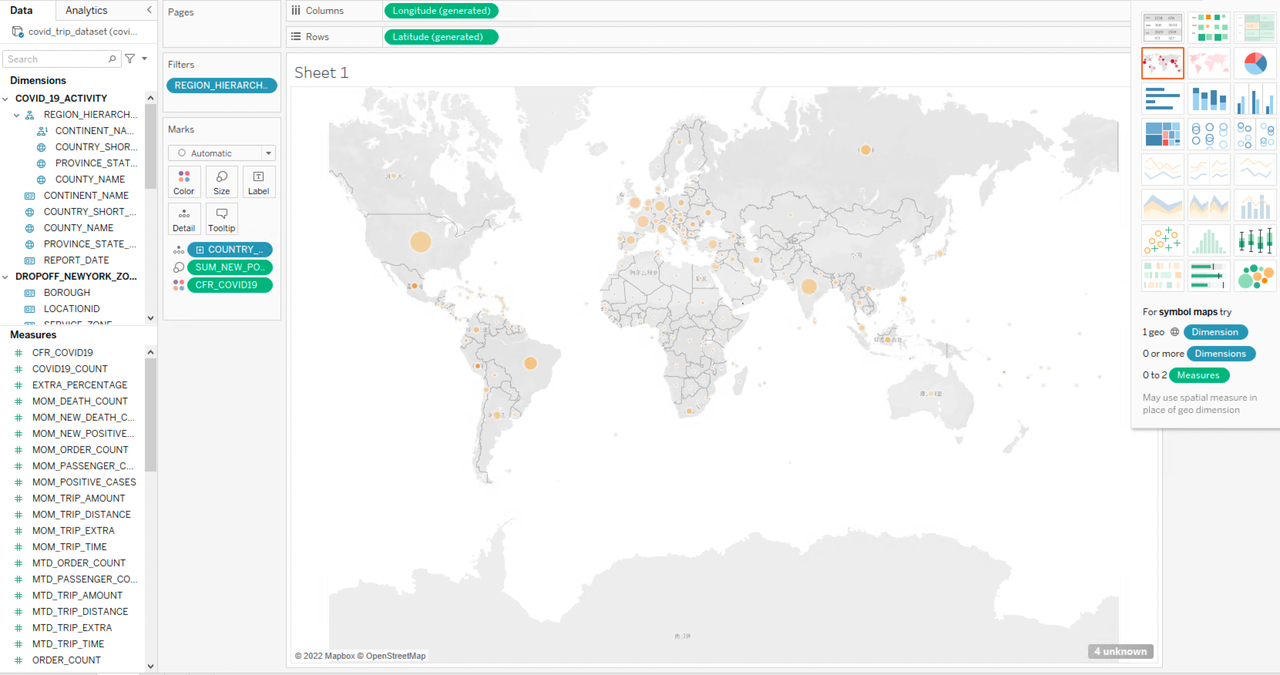 Data
Analytics
covid_trip_dataset (covi...
Search
Dimensions
COVID_19_ACTIVITY
REGION_HIERARCH...
CONTINENT_NA...
COUNTRY_SHOR...
PROVINCE_STAT...
COUNTY_NAME
CONTINENT_NAME
COUNTRY_SHORT_...
COUNTY_NAME
PROVINCE_STATE_...
REPORT_DATE
DROPOFF_NEWYORK_ZO...
BOROUGH
LOCATIONID
SERVICE_ZONE
Measures
CFR_COVID19
COVID19_COUNT
EXTRA_PERCENTAGE
MOM_DEATH_COUNT
MOM_NEW_DEATH_C...
MOM_NEW_POSITIVE...
MOM_ORDER_COUNT
MOM_PASSENGER_C...
MOM_POSITIVE_CASES
MOM_TRIP_AMOUNT
MOM_TRIP_DISTANCE
MOM_TRIP_EXTRA
MOM_TRIP_TIME
MTD_ORDER_COUNT
MTD_PASSENGER_CO...
MTD_TRIP_AMOUNT
MTD_TRIP_DISTANCE
MTD_TRIP_EXTRA
MTD_TRIP_TIME
ORDER_COUNT
Pages
Filters
REGION_HIERARCH..
Marks
Automatic
Color
Size
Label
Detail
Tooltip
COUNTRY_..
SUM_NEW_PO..
CFR_COVID19
Columns
Longitude (generated)
Rows
Latitude (generated)
Sheet 1
© 2022 Mapbox © OpenStreetMap
4 unknown
For symbol maps try
1 geo Dimension
0 or more Dimensions
0 to 2 Measures
May use spatial measure in
place of geo dimension